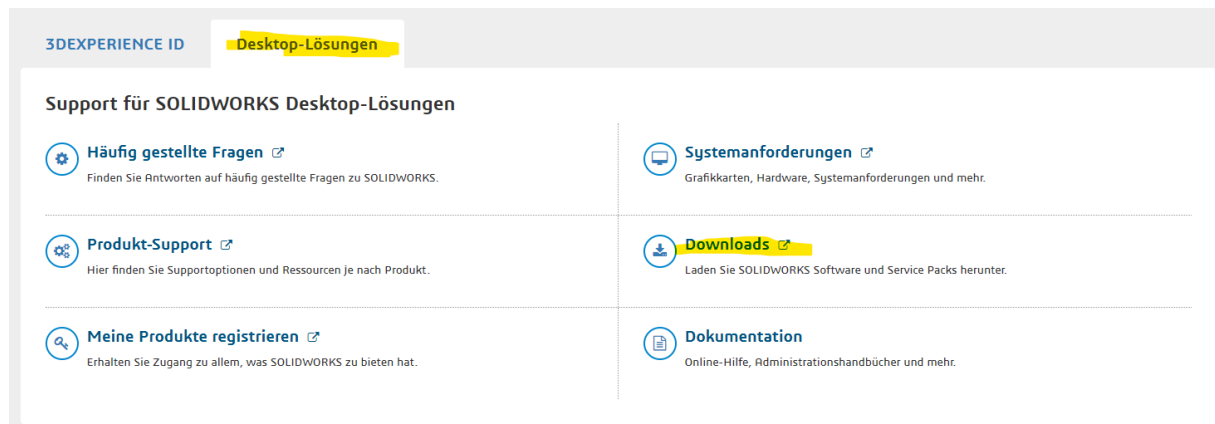 3DEXPERIENCE ID
Desktop-Lösungen
Support für SOLIDWORKS Desktop-Lösungen
Häufig gestellte Fragen
Finden Sie Antworten auf häufig gestellte Fragen zu SOLIDWORKS.
Systemanforderungen
Grafikkarten, Hardware, Systemanforderungen und mehr.
Produkt-Support
Hier finden Sie Supportoptionen und Ressourcen je nach Produkt.
Downloads
Laden Sie SOLIDWORKS Software und Service Packs herunter.
Meine Produkte registrieren
Erhalten Sie Zugang zu allem, was SOLIDWORKS zu bieten hat.
Dokumentation
Online-Hilfe, Administrationshandbücher und mehr.